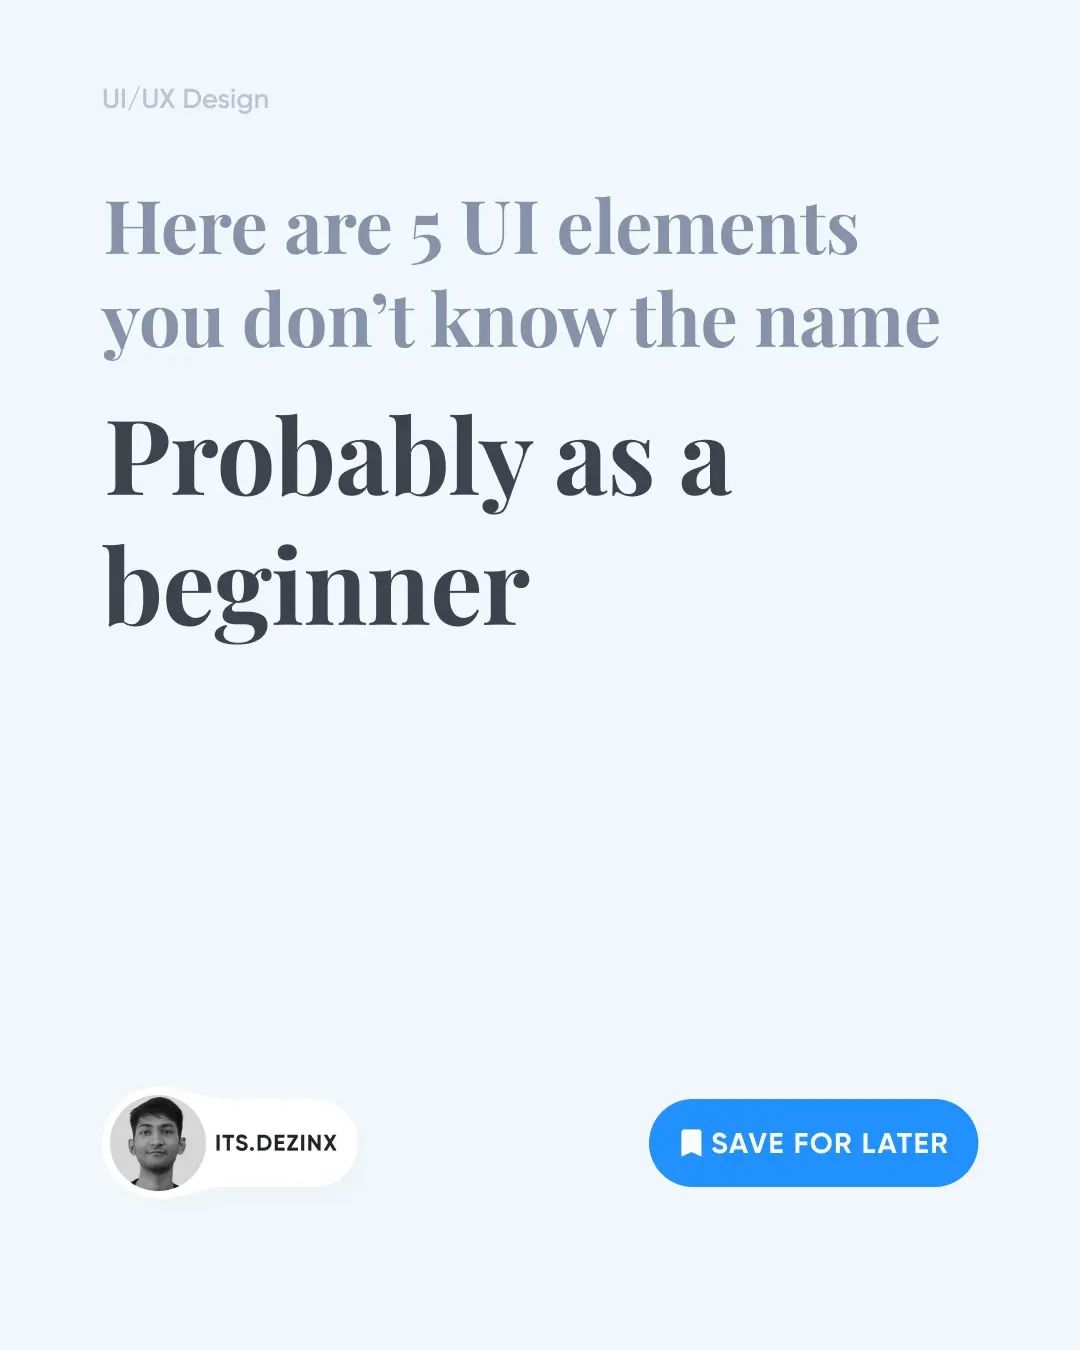 UI/UX Design
Here are 5 UI elements
you don’t know the name
Probably as a
beginner
ITS.DEZINX
SAVE FOR LATER